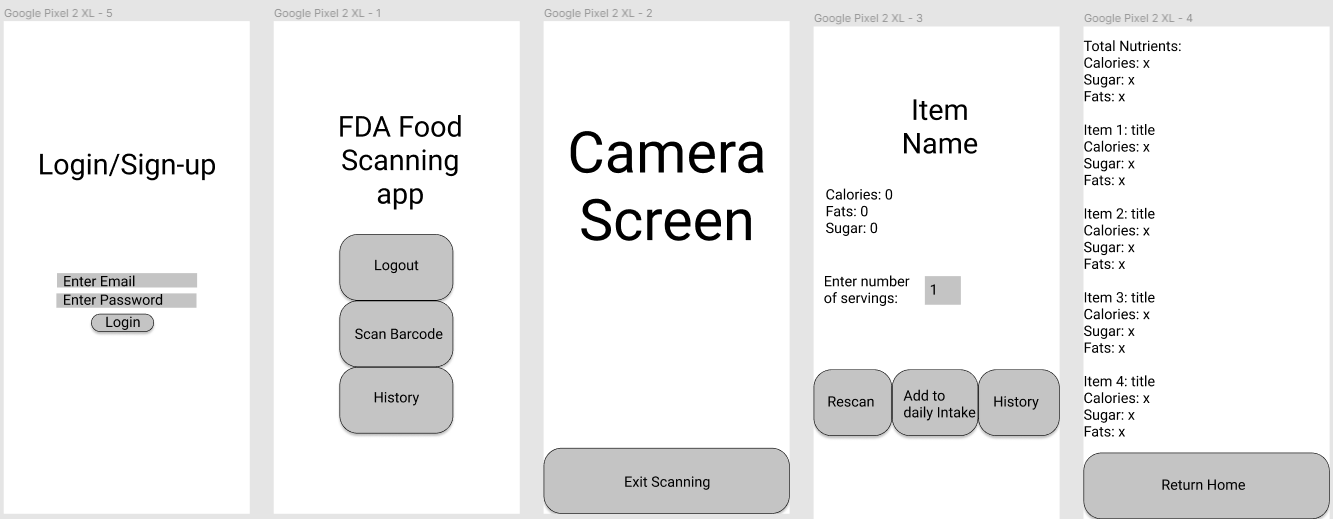 Google Pixel 2 XL - 5
Login/Sign-up
Enter Email
Enter Password
Login
Google Pixel 2 XL - 1
FDA Food
Scanning
app
Logout
Scan Barcode
History
Google Pixel 2 XL - 2
Camera
Screen
Exit Scanning
Google Pixel 2 XL - 3
Item
Name
Calories: 0
Fats: 0
Sugar: 0
Enter number
of servings:
1
Rescan
Add to
daily Intake
History
Google Pixel 2 XL - 4
Total Nutrients:
Calories: x
Sugar: x
Fats: x
Item 1: title
Calories: x
Sugar: x
Fats: x
Item 2: title
Calories: x
Sugar: x
Fats: x
Item 3: title
Calories: x
Sugar: x
Fats: x
Item 4: title
Calories: x
Sugar: x
Fats: x
Return Home